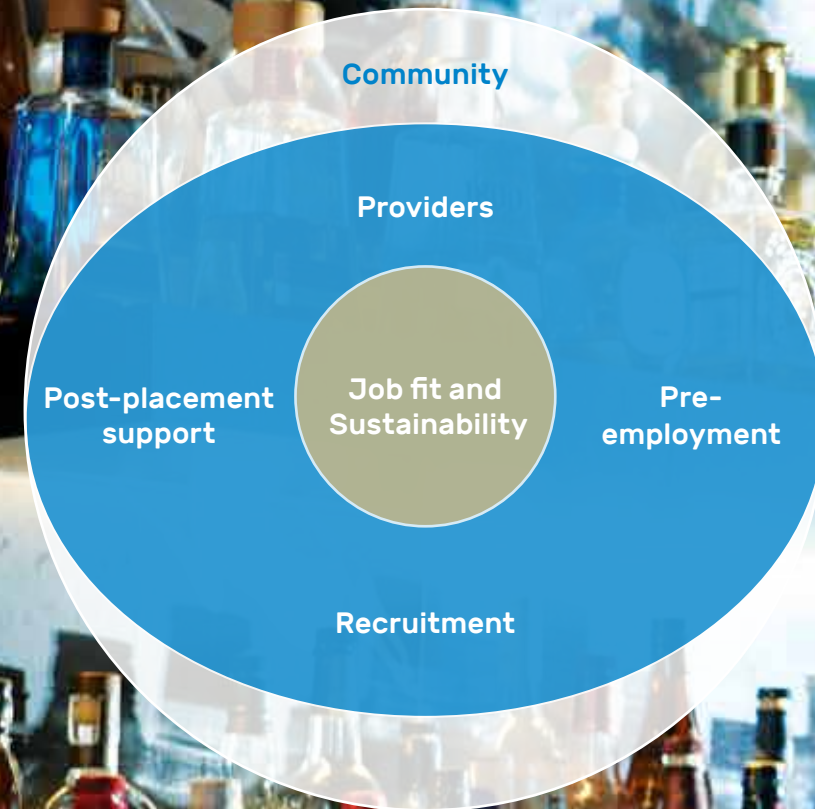 Community
Providers
Post-placement
support
Job fit and
Sustainability
Pre-
employment
Recruitment